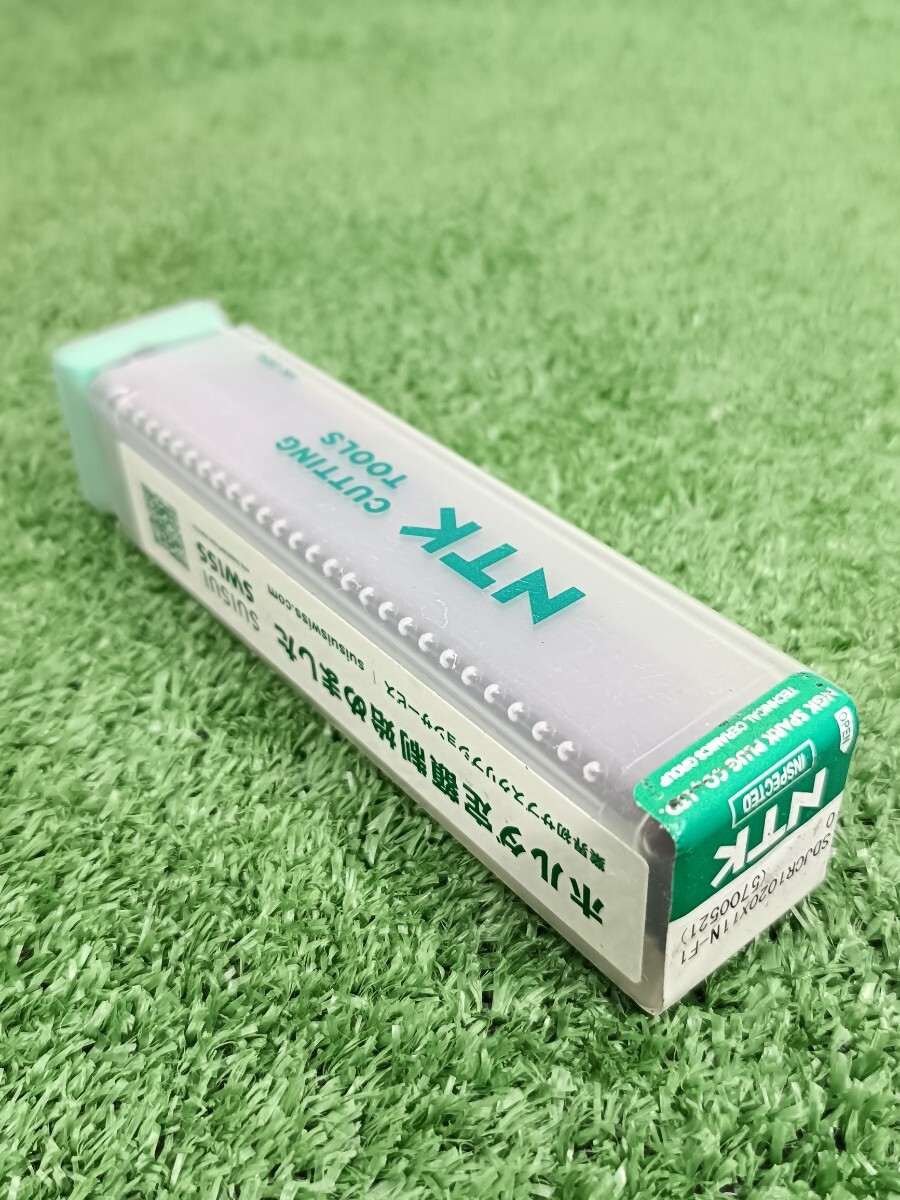 NTK
CUTTING
TOOLS
ホルダ定額制始めました
業界初サブスクリプションサービス | suisuiswiss.com
SUISUI
SWISS
NGK SPARK PLUG CO., LTD.
TECHNICAL CERAMICS GROUP
OPEN
INSPECTED
NTK
SDJCR1020X11N-F1
(5700521)
0